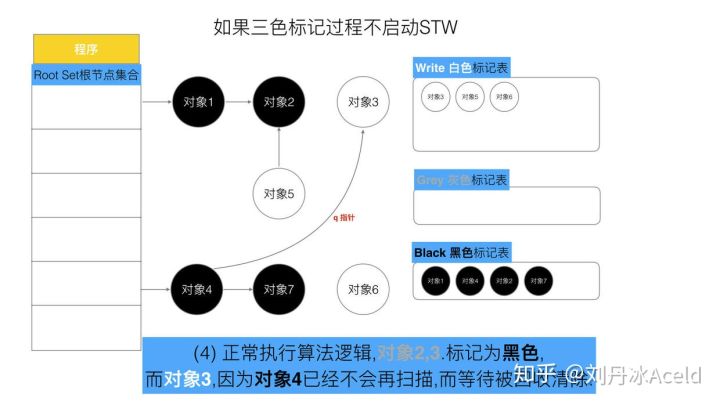 如果三色标记过程不启动STW
程序
Root Set根节点集合
对象1
对象2
对象3
对象5
q 指针
对象4
对象7
对象6
Write 白色标记表
对象3 对象5 对象6
Grey 灰色标记表
Black 黑色标记表
对象1 对象4 对象2 对象7
(4) 正常执行算法逻辑,对象2,3.标记为黑色,
而对象3,因为对象4已经不会再扫描,而等待被回收清除.
知乎 @刘丹冰Aceld